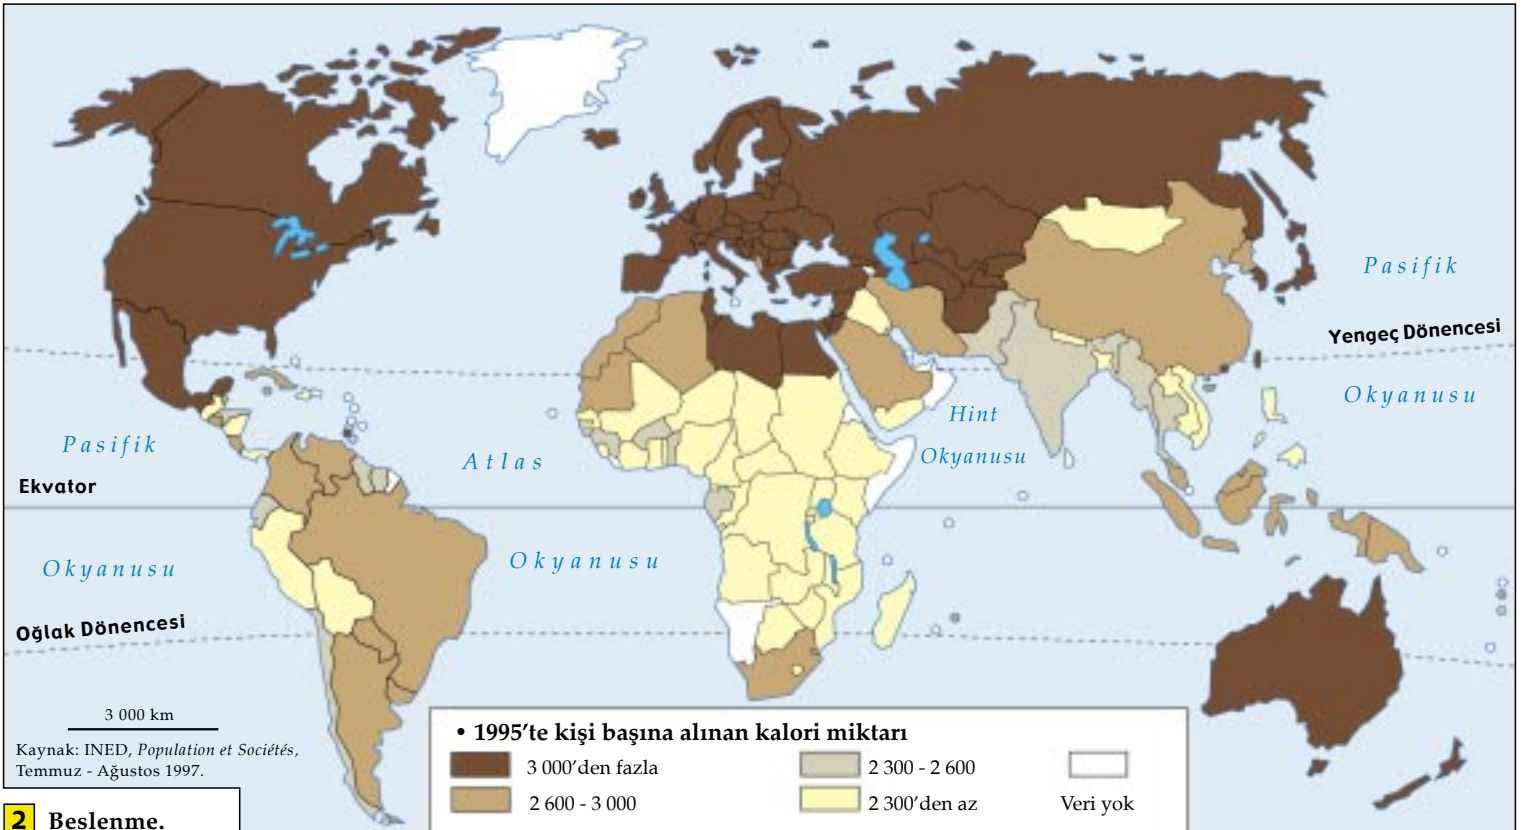 Pasifik
Yengeç Dönencesi
Okyanusu
Hint
Okyanusu
Pasifik
Atlas
Ekvator
Okyanusu
Okyanusu
Oğlak Dönencesi
3 000 km
Kaynak: INED, Population et Sociétés,
Temmuz - Ağustos 1997.
• 1995’te kişi başına alınan kalori miktarı
3 000’den fazla
2 300 - 2 600
2 600 - 3 000
2 300’den az
Veri yok
2 Beslenme.